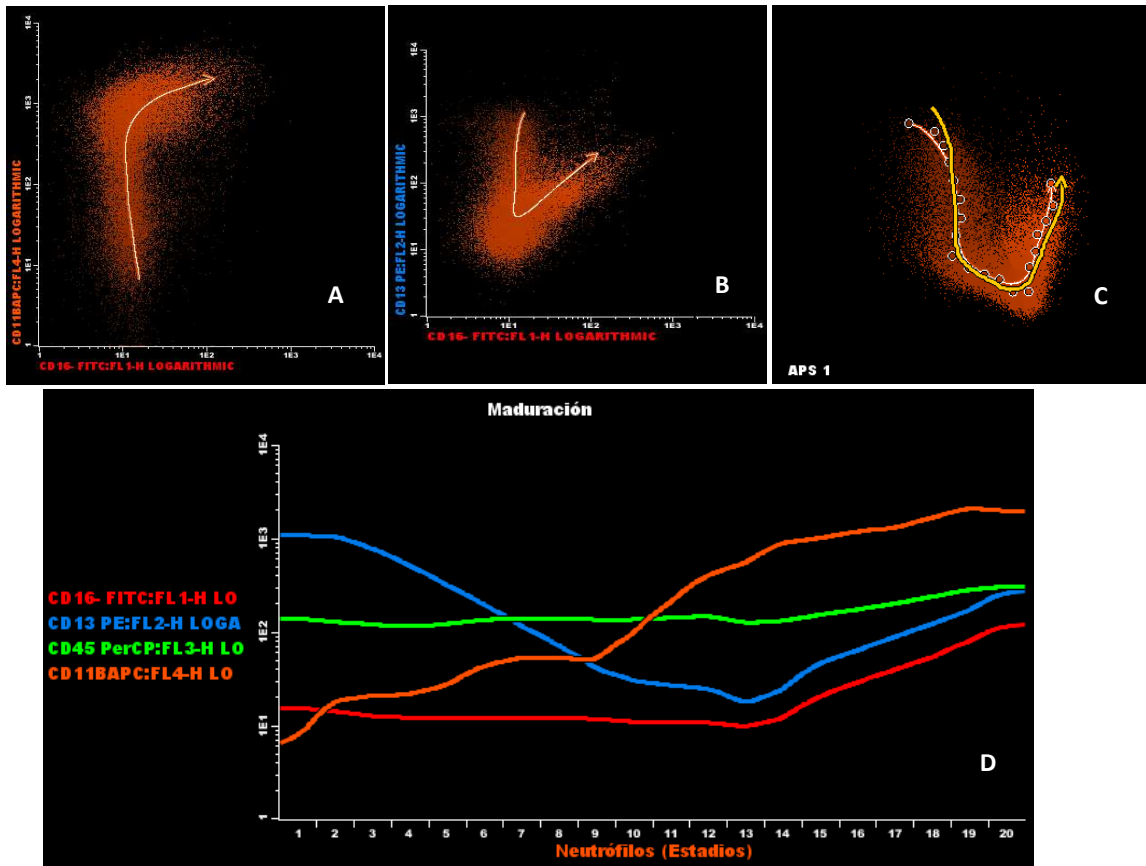 1E4
1E3
1E2
1E1
1
CD11BAPC:FL4-H LOGARITHMIC
1
1E1
1E2
1E3
1E4
CD16- FITC:FL1-H LOGARITHMIC
A
1E4
1E3
1E2
1E1
1
CD13 PE:FL2-H LOGARITHMIC
1
1E1
1E2
1E3
1E4
CD16- FITC:FL1-H LOGARITHMIC
B
C
APS 1
Maduración
1E4
1E3
1E2
1E1
1
CD16- FITC:FL1-H LO
CD13 PE:FL2-H LOGA
CD45 PerCP:FL3-H LO
CD11BAPC:FL4-H LO
D
1 2 3 4 5 6 7 8 9 10 11 12 13 14 15 16 17 18 19 20
Neutrófilos (Estadios)